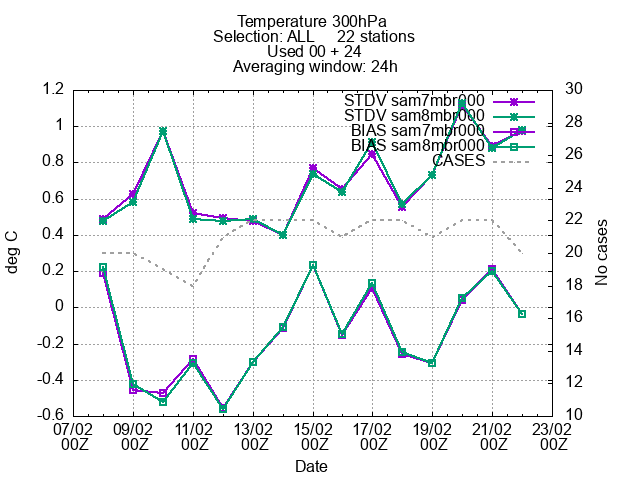 Temperature 300hPa
Selection: ALL 22 stations
Used 00 + 24
Averaging window: 24h
STDV sam7mbr000
STDV sam8mbr000
BIAS sam7mbr000
BIAS sam8mbr000
CASES
1.2
1
0.8
0.6
0.4
0.2
0
-0.2
-0.4
-0.6
deg C
30
28
26
24
22
20
18
16
14
12
10
No cases
07/02 09/02 11/02 13/02 15/02 17/02 19/02 21/02 23/02
00Z 00Z 00Z 00Z 00Z 00Z 00Z 00Z 00Z
Date